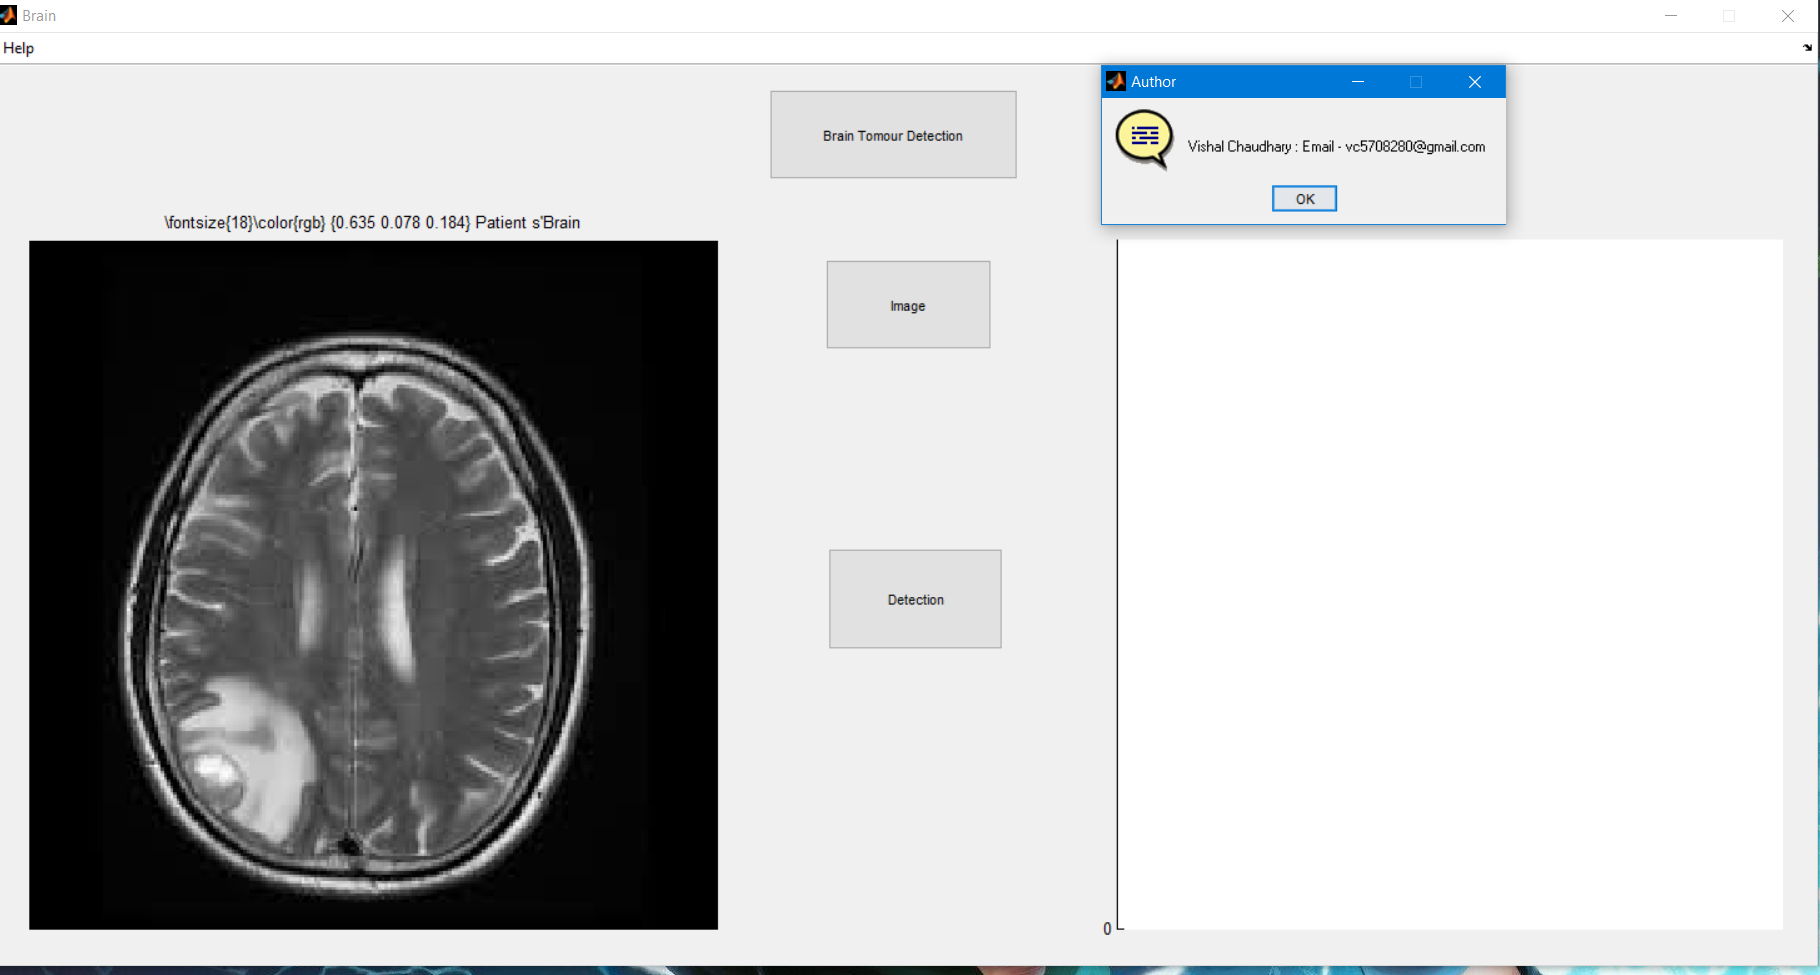 Brain
Help
Author
Brain Tomour Detection
Vishal Chaudhary : Email - vc5708280@gmail.com
OK
\fontsize{18}\color{rgb} {0.635 0.078 0.184} Patient s'Brain
Image
Detection
0